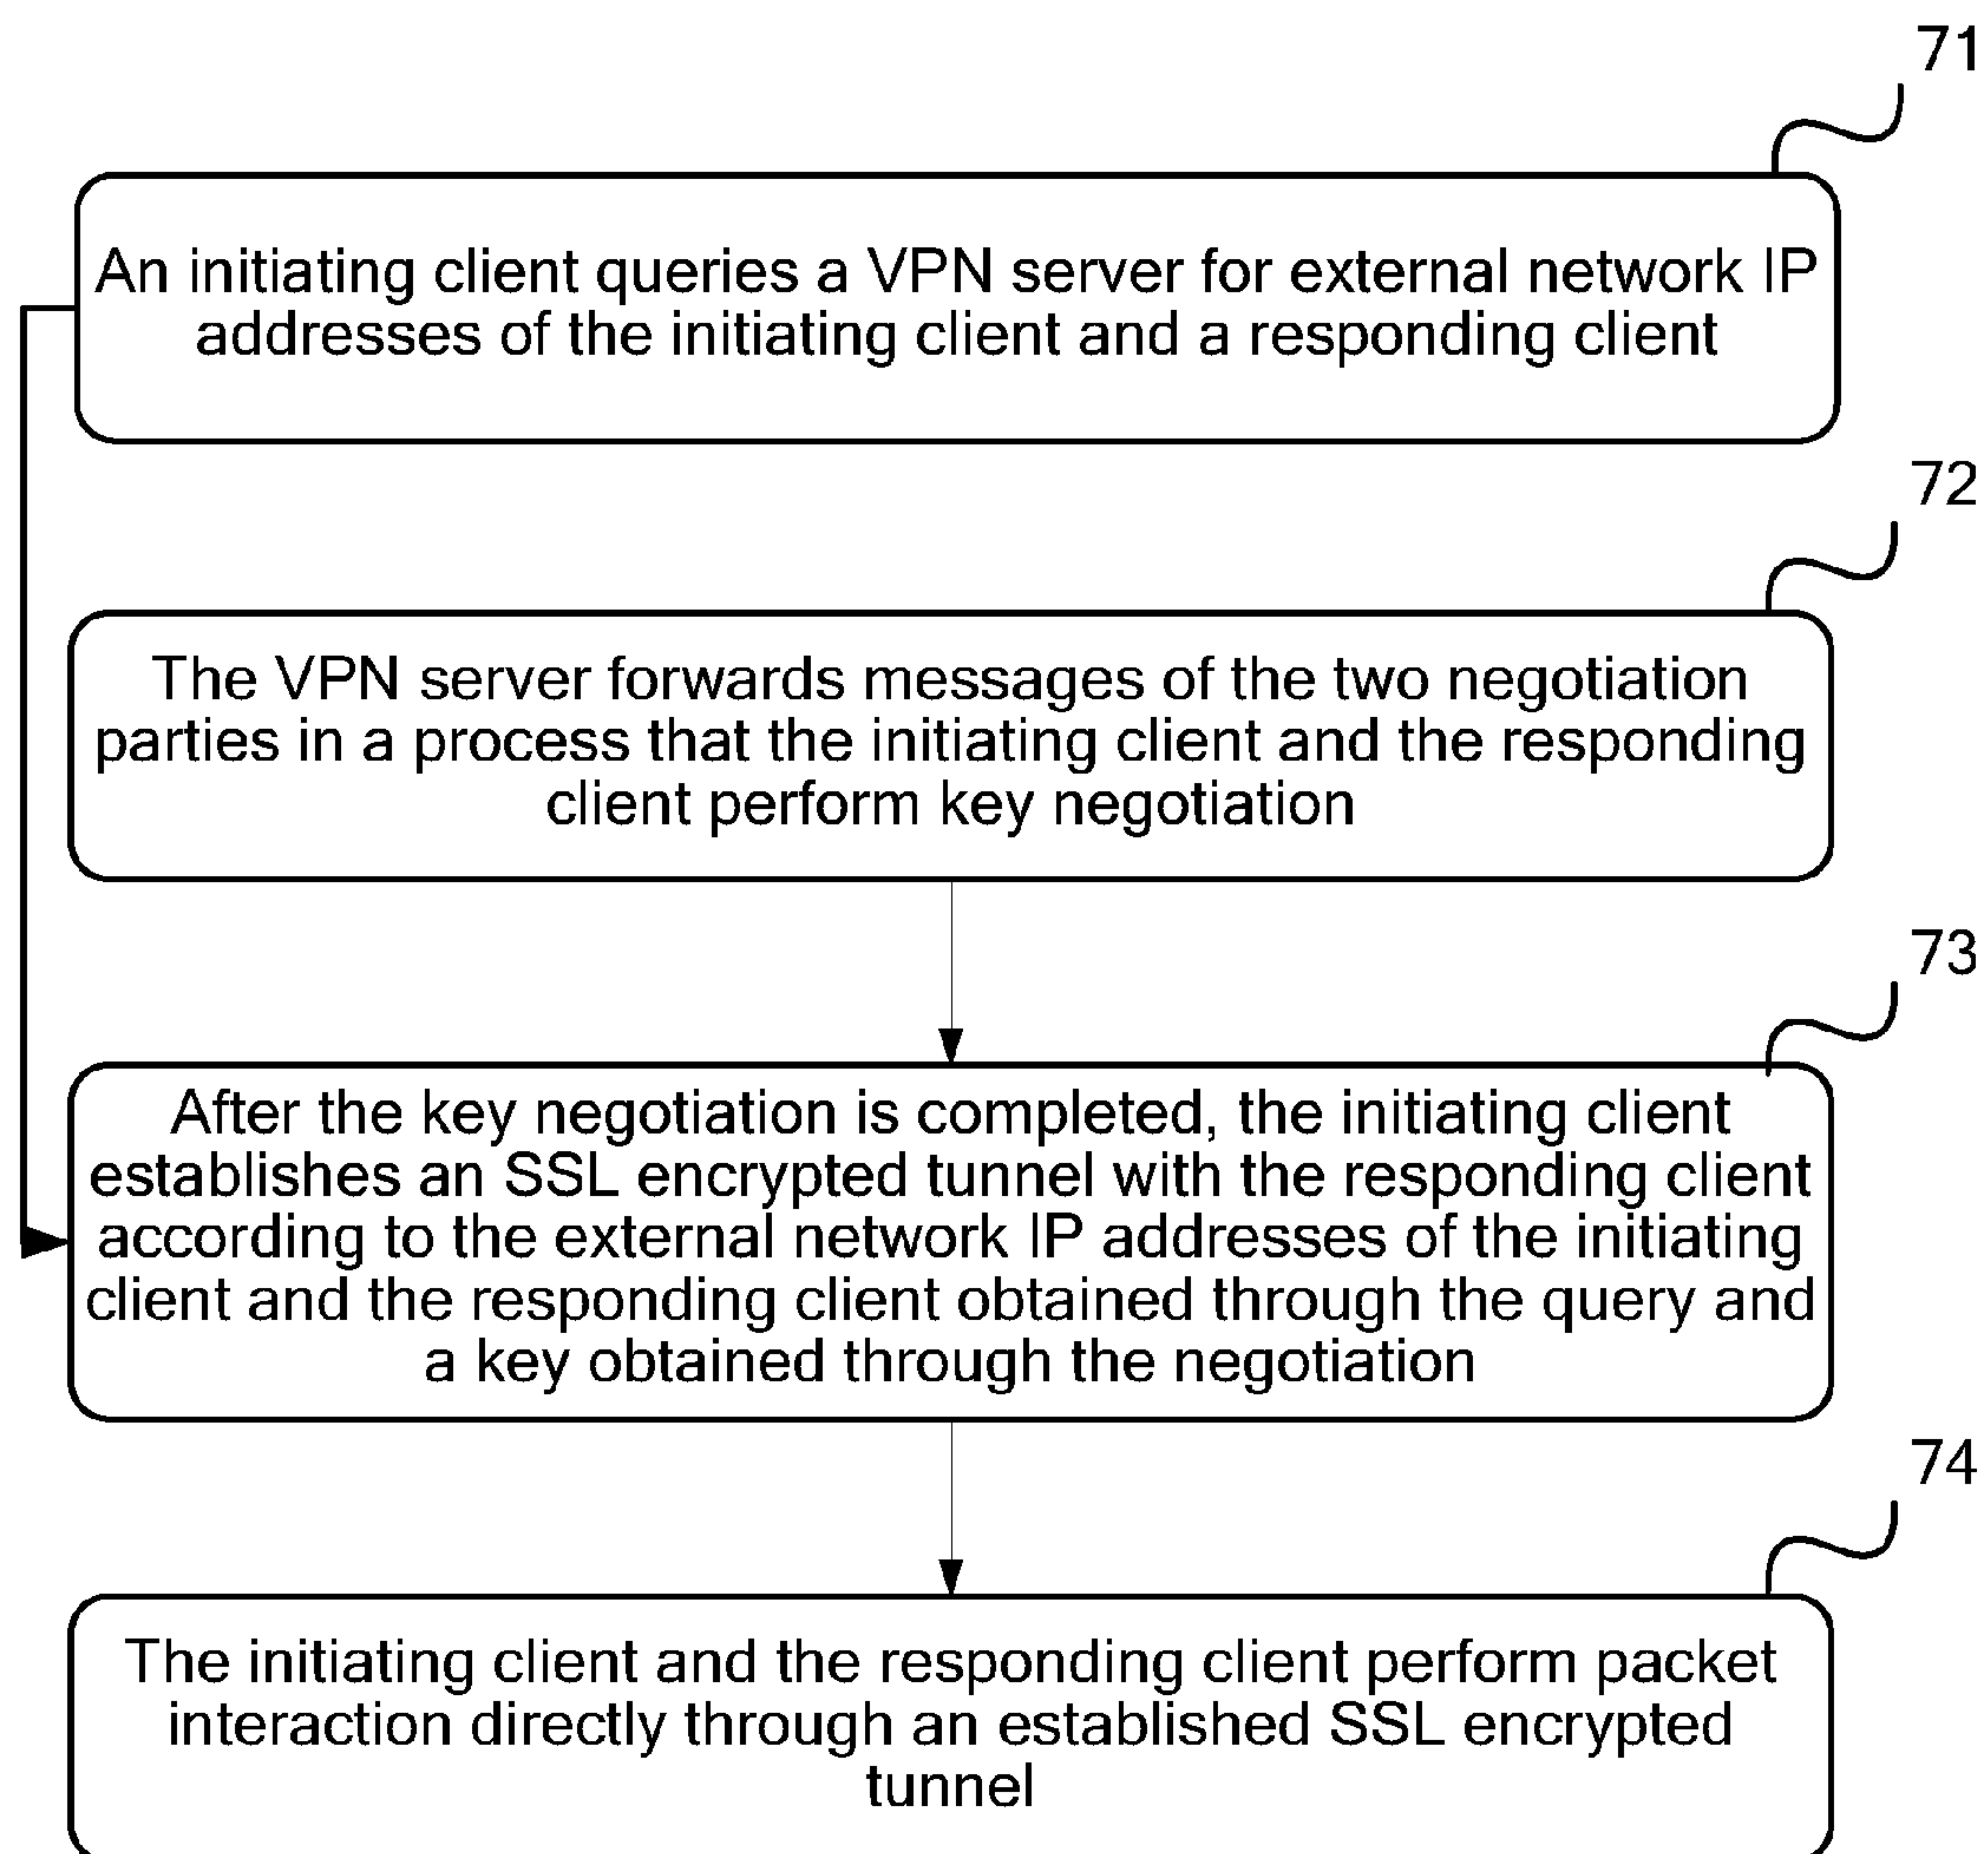 71
An initiating client queries a VPN server for external network IP
addresses of the initiating client and a responding client
72
The VPN server forwards messages of the two negotiation
parties in a process that the initiating client and the responding
client perform key negotiation
73
After the key negotiation is completed, the initiating client
establishes an SSL encrypted tunnel with the responding client
according to the external network IP addresses of the initiating
client and the responding client obtained through the query and
a key obtained through the negotiation
74
The initiating client and the responding client perform packet
interaction directly through an established SSL encrypted
tunnel